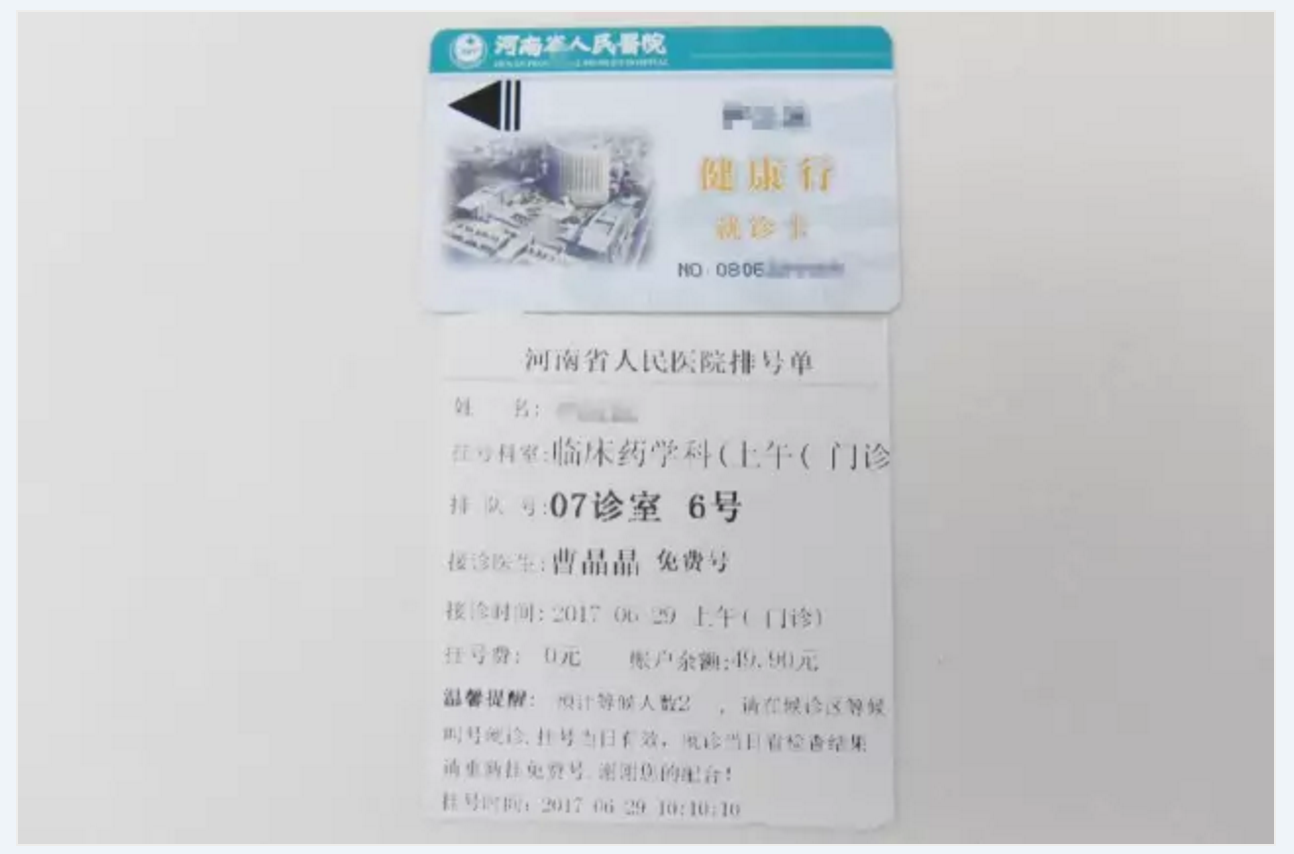 河南省人民醫院
HENAN PROVINCIAL PEOPLE'S HOSPITAL
健康行
就诊卡
NO 0806
河南省人民医院排号单
姓 名:
挂号科室:临床药学科(上午( 门诊
排 队 号:07诊室 6号
接诊医生:曹晶晶 免费号
接诊时间:2017-06-29 上午( 门诊)
挂号费: 0元 账户余额:49.90元
温馨提醒: 预计等候人数2 ,请在候诊区等候
叫号就诊.挂号当日有效,就诊当日看检查结果
请重新挂免费号.谢谢您的配合!
挂号时间: 2017-06-29 10:10:10